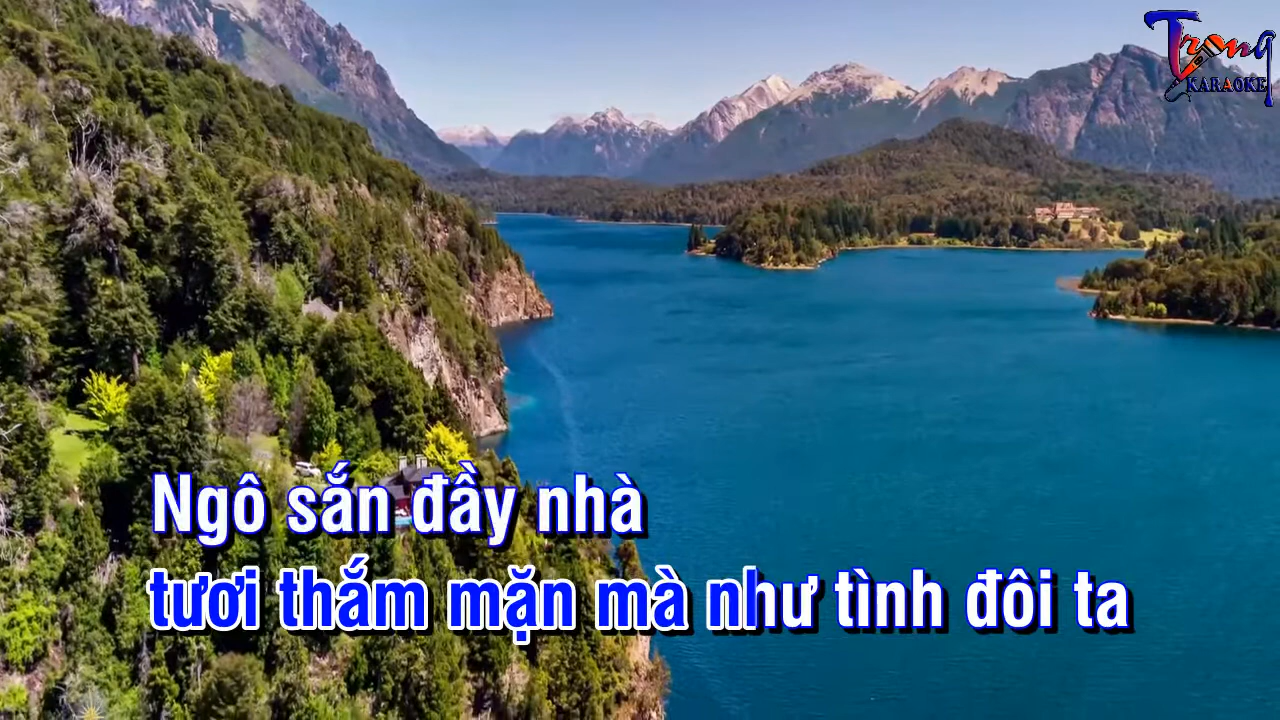 Trọng
KARAOKE
Ngô sắn đầy nhà
tươi thắm mặn mà như tình đôi ta